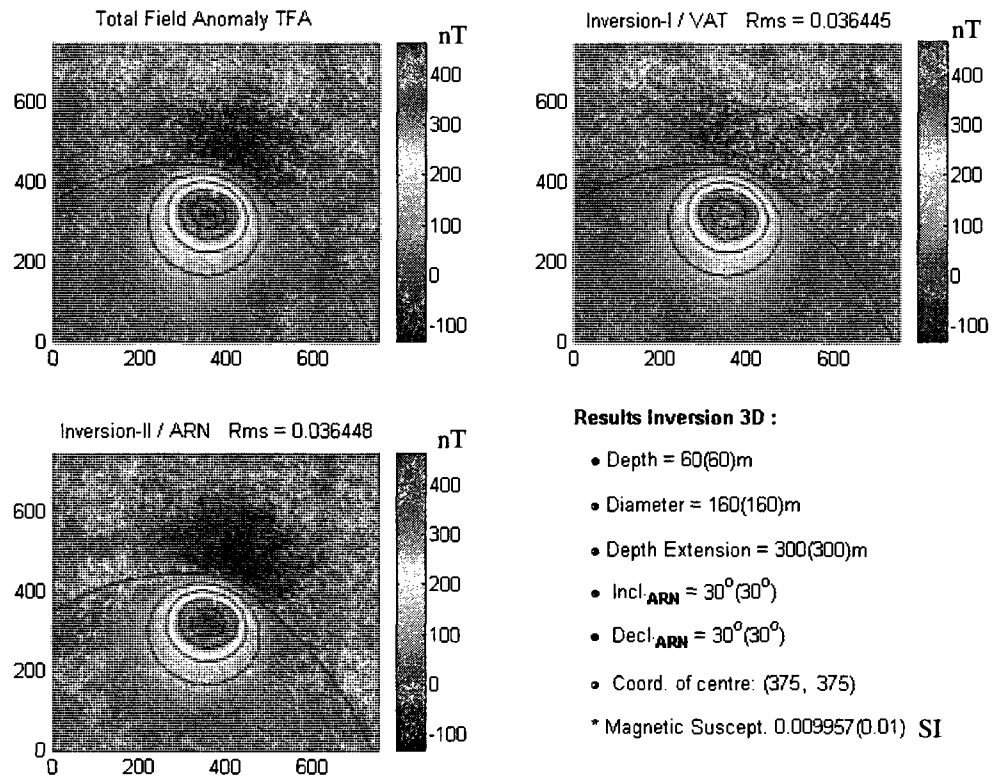 Total Field Anomaly TFA
nT
400
300
200
100
0
-100
600
400
200
0
0 200 400 600
Inversion-I / VAT Rms = 0.036445
nT
400
300
200
100
0
-100
600
400
200
0
0 200 400 600
Inversion-II / ARN Rms = 0.036448
nT
400
300
200
100
0
-100
600
400
200
0
0 200 400 600
Results Inversion 3D :
• Depth = 60(60)m
• Diameter = 160(160)m
• Depth Extension = 300(300)m
• Incl.ARN = 30°(30°)
• Decl.ARN = 30°(30°)
• Coord. of centre: (375, 375)
* Magnetic Suscept. 0.009957(0.01) SI